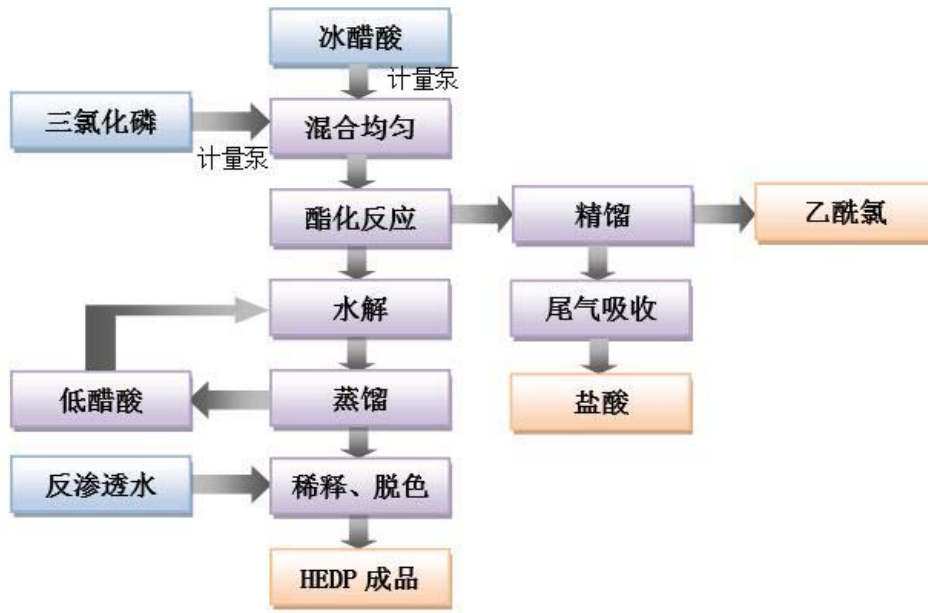 冰醋酸
计量泵
三氯化磷
混合均匀
计量泵
酯化反应
精馏
乙酰氯
水解
尾气吸收
低醋酸
蒸馏
盐酸
反渗透水
稀释、脱色
HEDP 成品